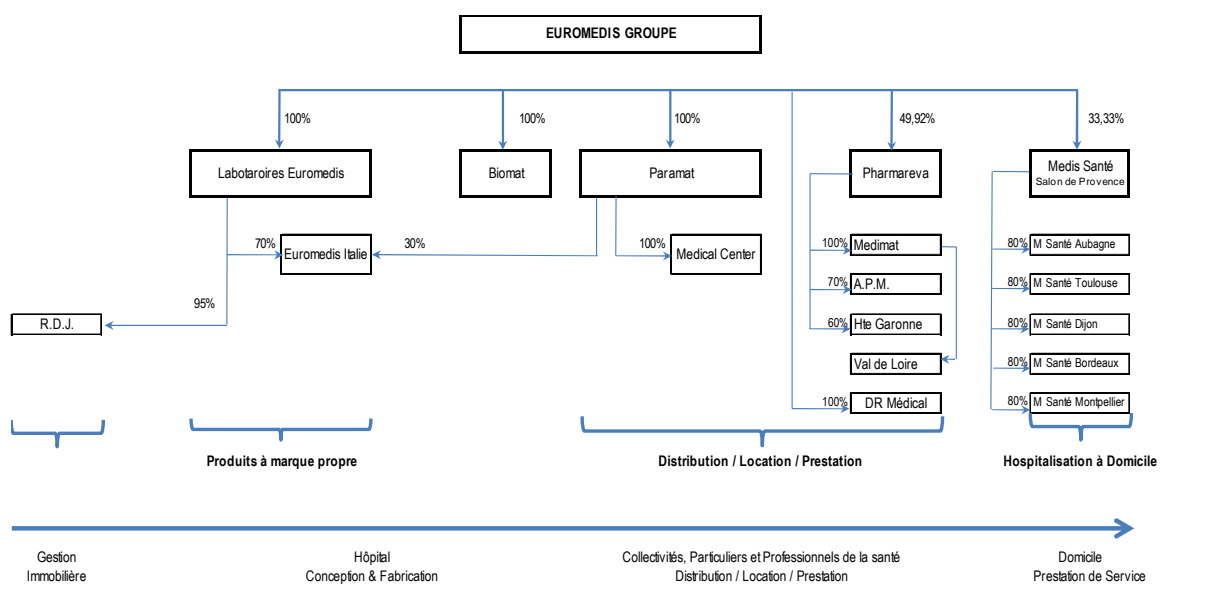 EUROMEDIS GROUPE
100%
100%
100%
49,92%
33,33%
Labotaroires Euromedis
Biomat
Paramat
Pharmareva
Medis Santé
Salon de Provence
70%
Euromedis Italie
30%
100%
Medical Center
100%
Medimat
80%
M Santé Aubagne
70%
A.P.M.
80%
M Santé Toulouse
95%
R.D.J.
60%
Hte Garonne
80%
M Santé Dijon
Val de Loire
80%
M Santé Bordeaux
100%
DR Médical
80%
M Santé Montpellier
Produits à marque propre
Distribution / Location / Prestation
Hospitalisation à Domicile
Gestion
Immobilière
Hôpital
Conception & Fabrication
Collectivités, Particuliers et Professionnels de la santé
Distribution / Location / Prestation
Domicile
Prestation de Service